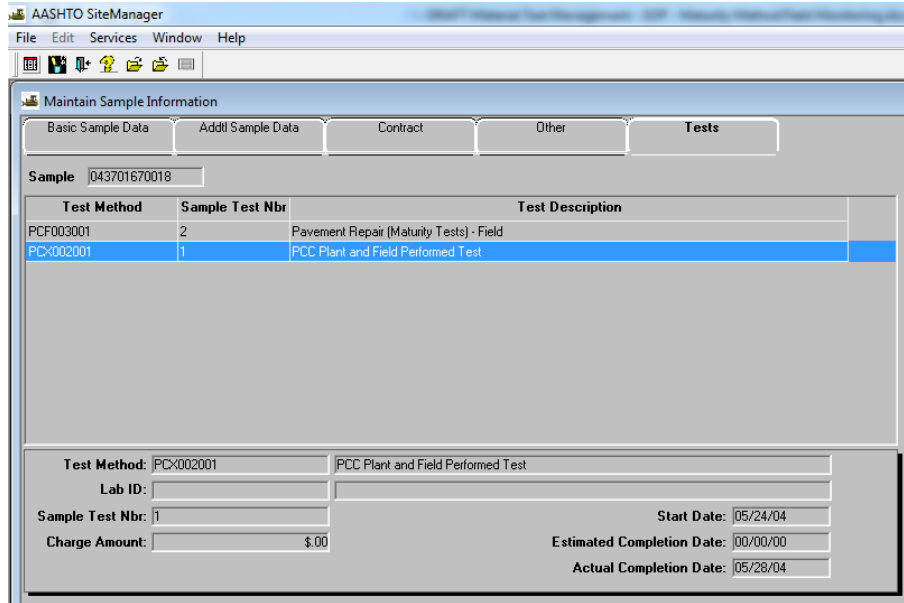 AASHTO SiteManager
File Edit Services Window Help
Maintain Sample Information
Basic Sample Data Addtl Sample Data Contract Other Tests
Sample 043701670018
Test Method Sample Test Nbr Test Description
PCF003001 2 Pavement Repair (Maturity Tests) - Field
PCX002001 1 PCC Plant and Field Performed Test
Test Method: PCX002001 PCC Plant and Field Performed Test
Lab ID:
Sample Test Nbr: 1 Start Date: 05/24/04
Charge Amount: $.00 Estimated Completion Date: 00/00/00
Actual Completion Date: 05/28/04